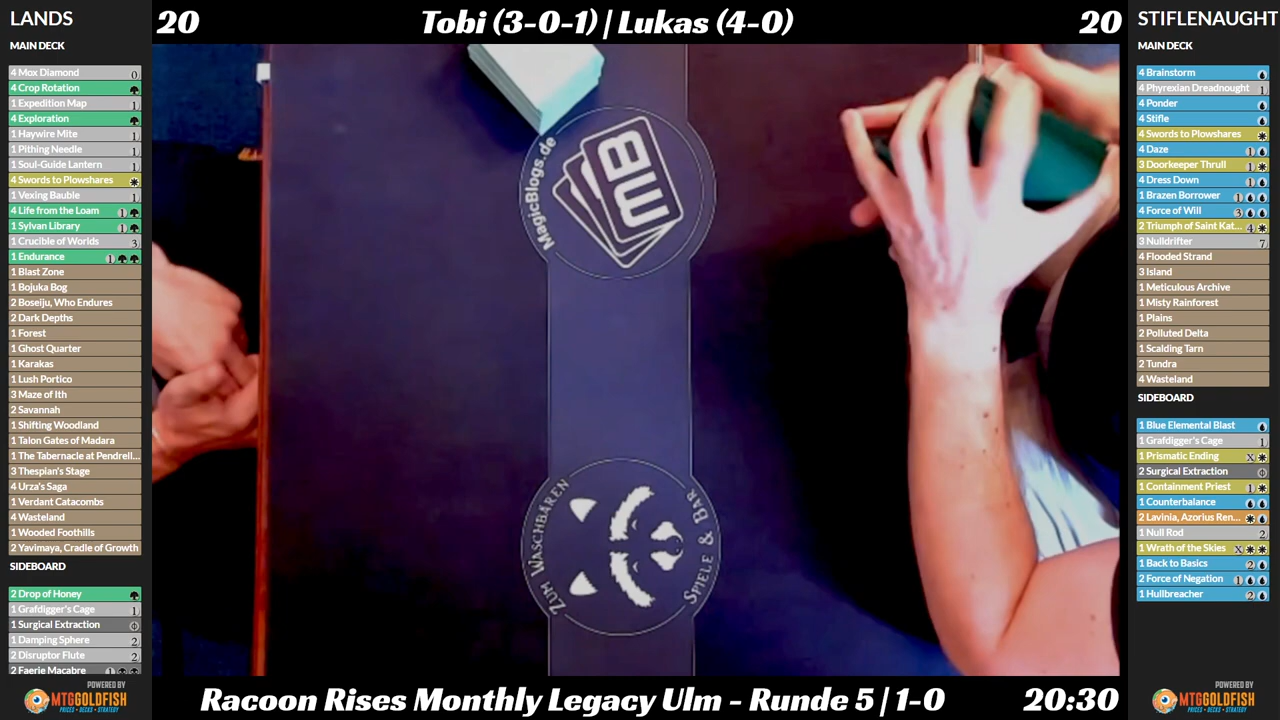 LANDS
MAIN DECK
4 Mox Diamond 0
4 Crop Rotation
1 Expedition Map 1
4 Exploration
1 Haywire Mite 1
1 Pithing Needle 1
1 Soul-Guide Lantern 1
4 Swords to Plowshares
1 Vexing Bauble 1
4 Life from the Loam 1
1 Sylvan Library 1
1 Crucible of Worlds 3
1 Endurance 1
1 Blast Zone
1 Bojuka Bog
2 Boseiju, Who Endures
2 Dark Depths
1 Forest
1 Ghost Quarter
1 Karakas
1 Lush Portico
3 Maze of Ith
2 Savannah
1 Shifting Woodland
1 Talon Gates of Madara
1 The Tabernacle at Pendrell...
3 Thespian's Stage
4 Urza's Saga
1 Verdant Catacombs
4 Wasteland
1 Wooded Foothills
2 Yavimaya, Cradle of Growth
SIDEBOARD
2 Drop of Honey
1 Grafdigger's Cage 1
1 Surgical Extraction
1 Damping Sphere 2
2 Disruptor Flute 2
2 Faerie Macabre 1
POWERED BY
MTGGOLDFISH
PRICES • DECKS • STRATEGY
20
Tobi (3-0-1) | Lukas (4-0)
20
MagicBlogs.de
MB
ZUM WASCHBÄREN
SPIELE & BAR
Racoon Rises Monthly Legacy Ulm - Runde 5 | 1-0
20:30
STIFLENAUGHT
MAIN DECK
4 Brainstorm
4 Phyrexian Dreadnought 1
4 Ponder
4 Stifle
4 Swords to Plowshares
4 Daze 1
3 Doorkeeper Thrull 1
4 Dress Down 1
1 Brazen Borrower 1
4 Force of Will 3
2 Triumph of Saint Kat... 4
3 Nulldrifter 7
4 Flooded Strand
3 Island
1 Meticulous Archive
1 Misty Rainforest
1 Plains
2 Polluted Delta
1 Scalding Tarn
2 Tundra
4 Wasteland
SIDEBOARD
1 Blue Elemental Blast
1 Grafdigger's Cage 1
1 Prismatic Ending X
2 Surgical Extraction
1 Containment Priest 1
1 Counterbalance
2 Lavinia, Azorius Ren...
1 Null Rod 2
1 Wrath of the Skies X
1 Back to Basics 2
2 Force of Negation 1
1 Hullbreacher 2
POWERED BY
MTGGOLDFISH
PRICES • DECKS • STRATEGY